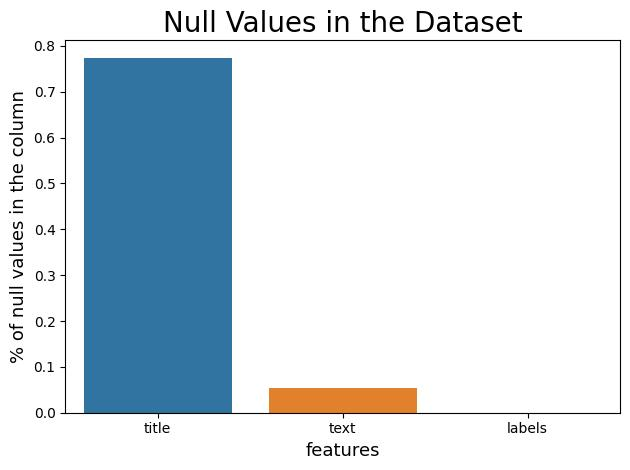 Null Values in the Dataset
% of null values in the column
0.8
0.7
0.6
0.5
0.4
0.3
0.2
0.1
0.0
title text labels
features